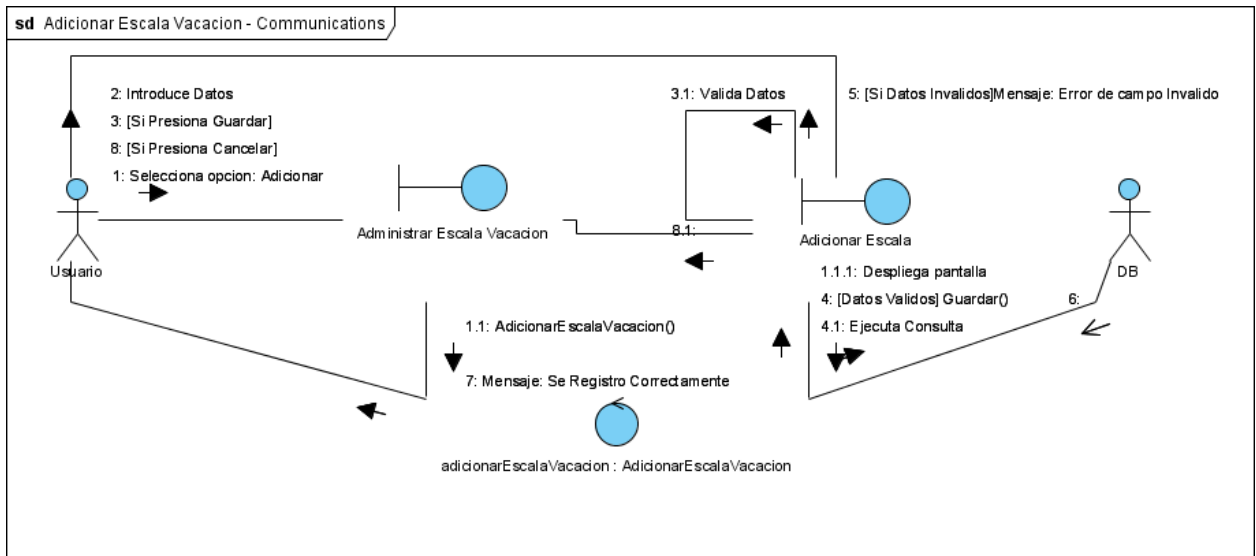 sd Adicionar Escala Vacacion - Communications
2: Introduce Datos
3: [Si Presiona Guardar]
8: [Si Presiona Cancelar]
1: Selecciona opcion: Adicionar
3.1: Valida Datos
5: [Si Datos Invalidos]Mensaje: Error de campo Invalido
Usuario
Administrar Escala Vacacion
8.1:
Adicionar Escala
DB
1.1.1: Despliega pantalla
4: [Datos Validos] Guardar()
4.1: Ejecuta Consulta
6:
1.1: AdicionarEscalaVacacion()
7: Mensaje: Se Registro Correctamente
adicionarEscalaVacacion : AdicionarEscalaVacacion